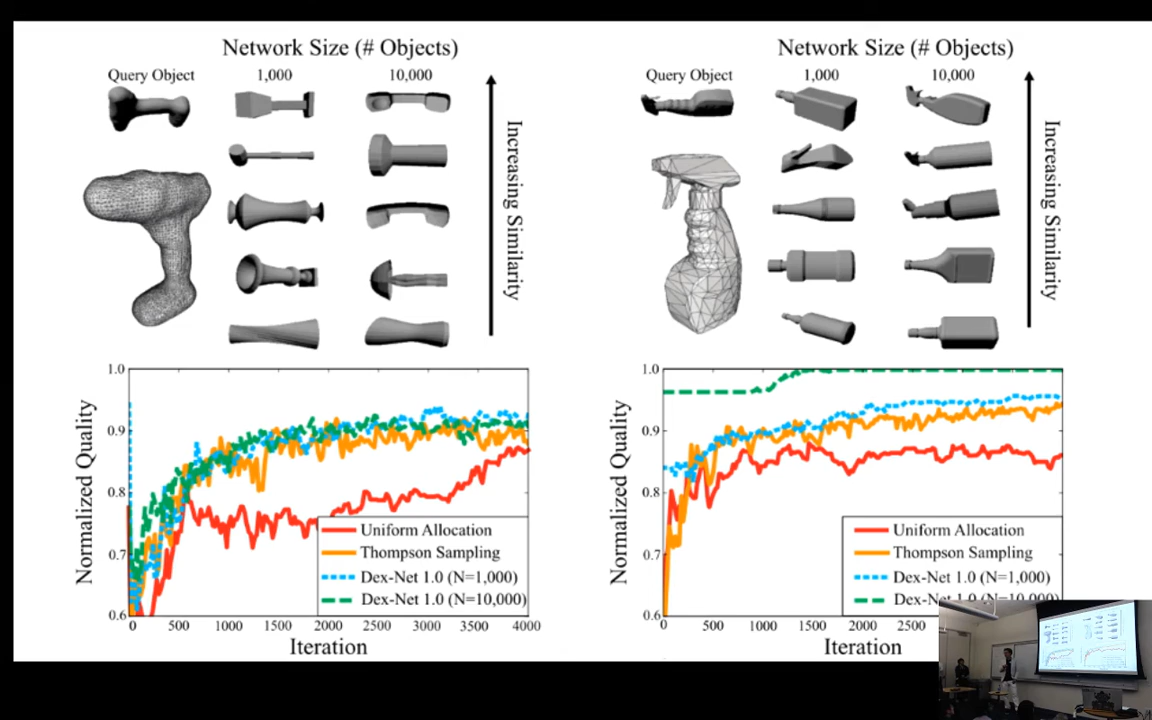 Network Size (# Objects)
Query Object
1,000
10,000
Increasing Similarity
Normalized Quality
1.0
0.9
0.8
0.7
0.6
Uniform Allocation
Thompson Sampling
Dex-Net 1.0 (N=1,000)
Dex-Net 1.0 (N=10,000)
0
500
1000
1500
2000
2500
3000
3500
4000
Iteration
Network Size (# Objects)
Query Object
1,000
10,000
Increasing Similarity
Normalized Quality
1.0
0.9
0.8
0.7
0.6
Uniform Allocation
Thompson Sampling
Dex-Net 1.0 (N=1,000)
Dex-Net 1.0 (N=10,000)
0
500
1000
1500
2000
2500
Iteration